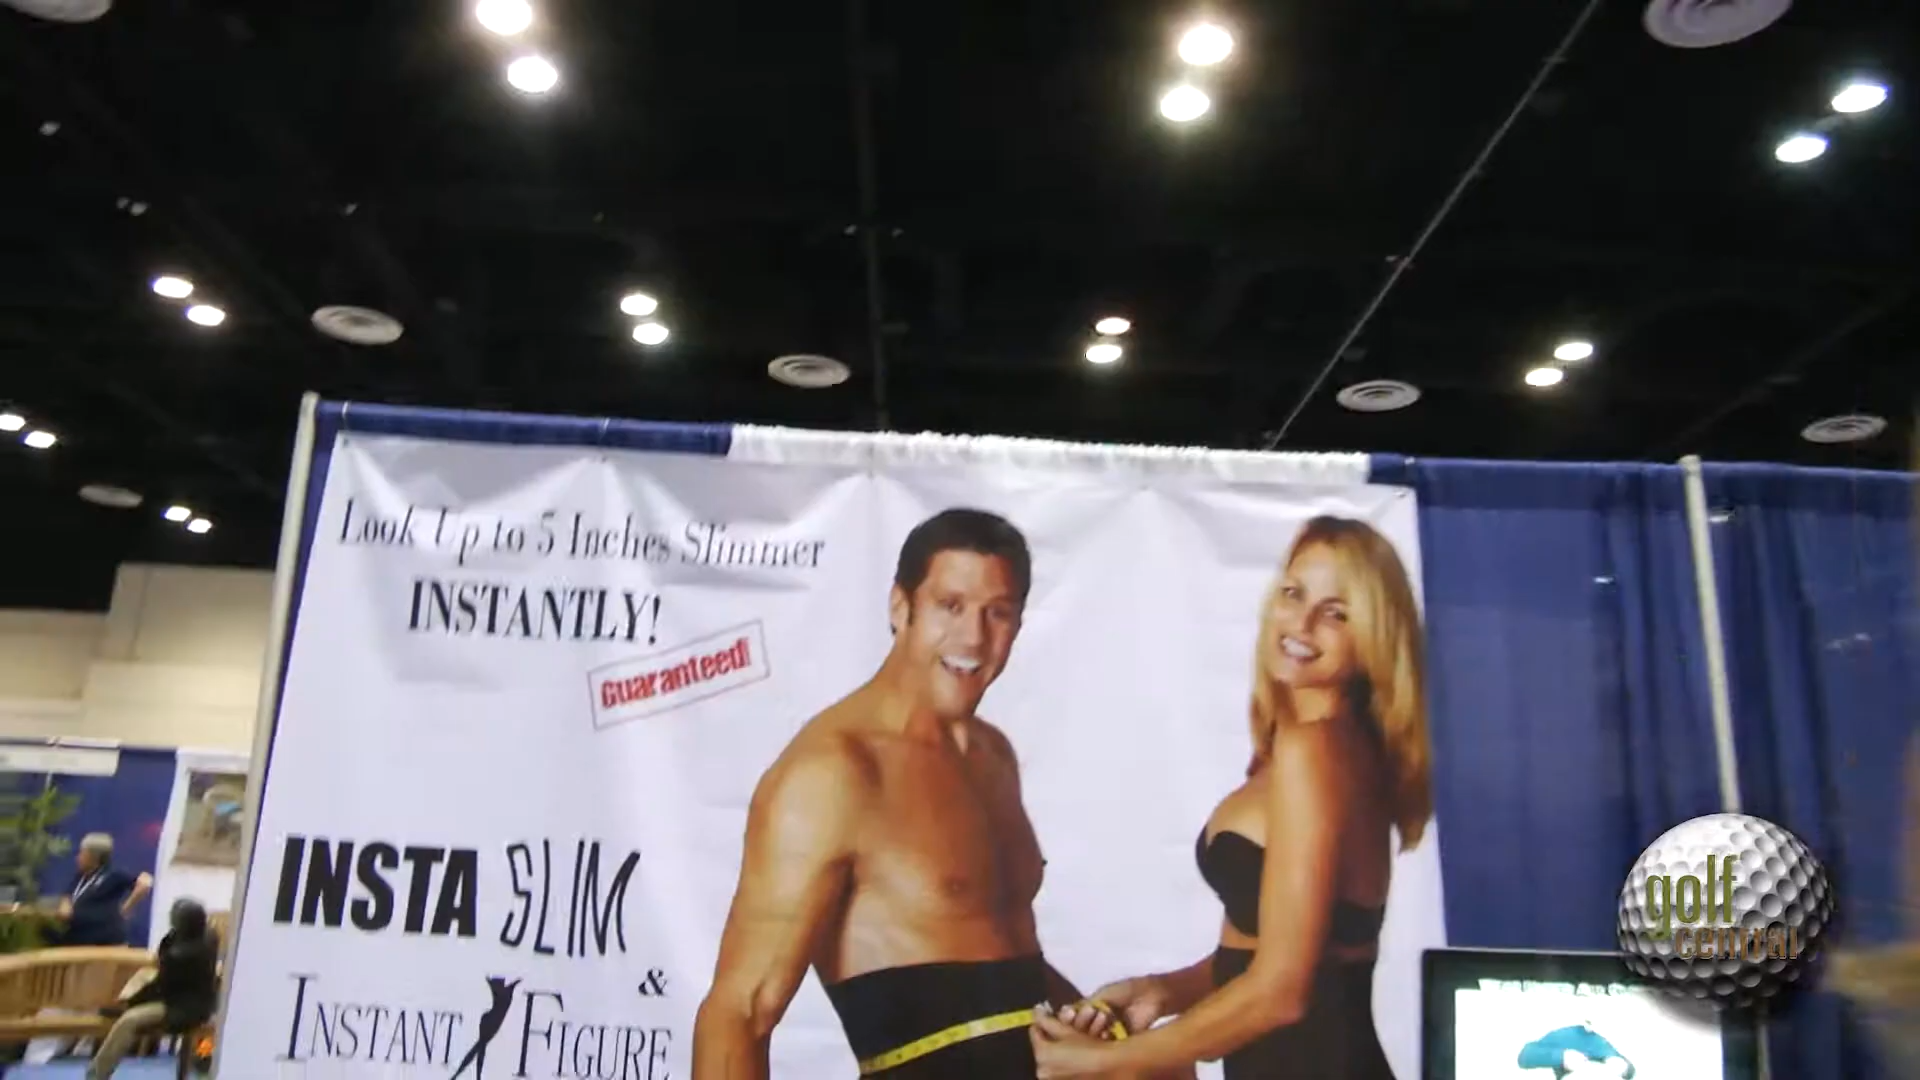 Look Up to 5 Inches Slimmer
INSTANTLY!
Guaranteed!
INSTA SLIM
&
INSTANT FIGURE
golf
central